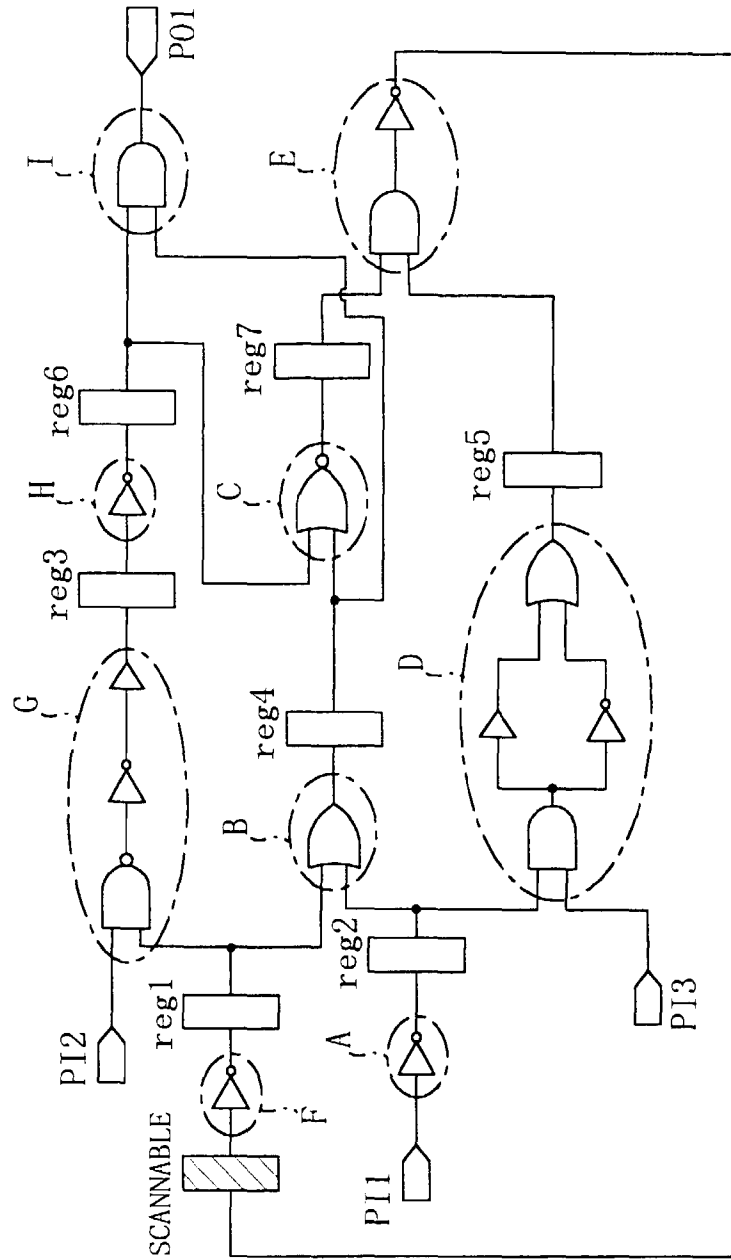 I
G
H
reg6
PO1
reg3
PI2
reg1
SCANNABLE
E
C
reg7
reg4
B
F
A
reg2
PI1
D
reg5
PI3